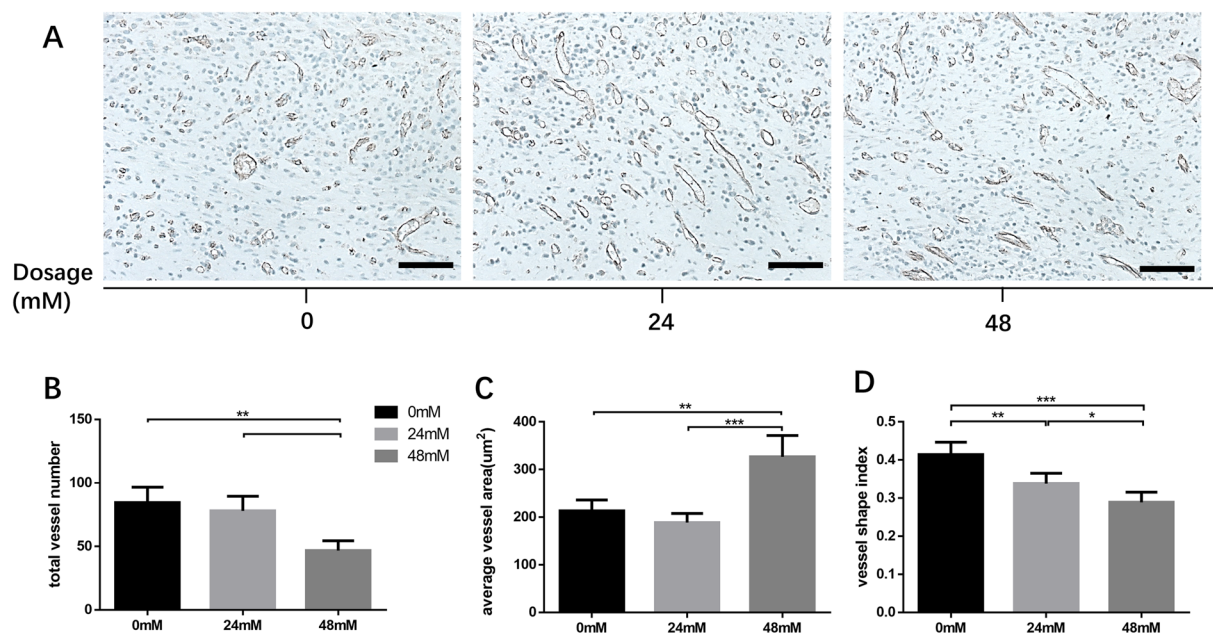 A
Dosage
(mM)
0
24
48
B
150
100
50
0
total vessel number
**
0mM
24mM
48mM
0mM
24mM
48mM
C
400
300
200
100
0
average vessel area(um²)
**
***
0mM
24mM
48mM
D
0.5
0.4
0.3
0.2
0.1
0.0
vessel shape index
***
**
*
0mM
24mM
48mM